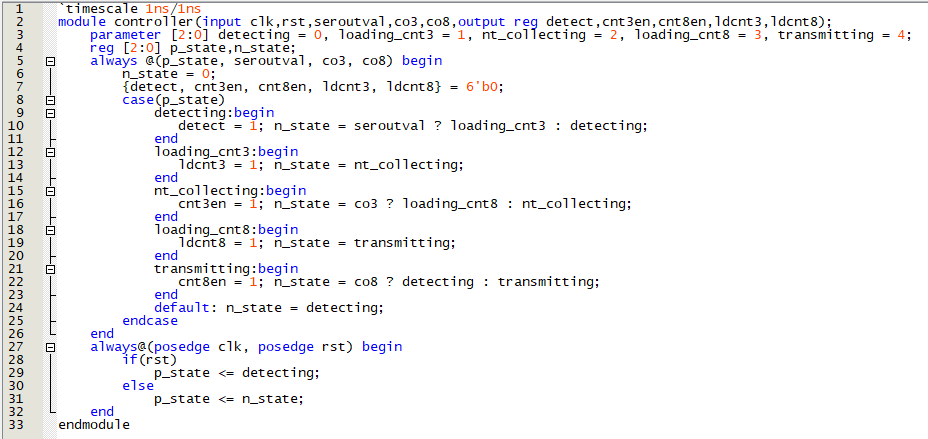 1 `timescale 1ns/1ns
2 module controller(input clk,rst,seroutval,co3,co8,output reg detect,cnt3en,cnt8en,ldcnt3,ldcnt8);
3 parameter [2:0] detecting = 0, loading_cnt3 = 1, nt_collecting = 2, loading_cnt8 = 3, transmitting = 4;
4 reg [2:0] p_state,n_state;
5 always @(p_state, seroutval, co3, co8) begin
6 n_state = 0;
7 {detect, cnt3en, cnt8en, ldcnt3, ldcnt8} = 6'b0;
8 case(p_state)
9 detecting:begin
10 detect = 1; n_state = seroutval ? loading_cnt3 : detecting;
11 end
12 loading_cnt3:begin
13 ldcnt3 = 1; n_state = nt_collecting;
14 end
15 nt_collecting:begin
16 cnt3en = 1; n_state = co3 ? loading_cnt8 : nt_collecting;
17 end
18 loading_cnt8:begin
19 ldcnt8 = 1; n_state = transmitting;
20 end
21 transmitting:begin
22 cnt8en = 1; n_state = co8 ? detecting : transmitting;
23 end
24 default: n_state = detecting;
25 endcase
26 end
27 always@(posedge clk, posedge rst) begin
28 if(rst)
29 p_state <= detecting;
30 else
31 p_state <= n_state;
32 end
33 endmodule